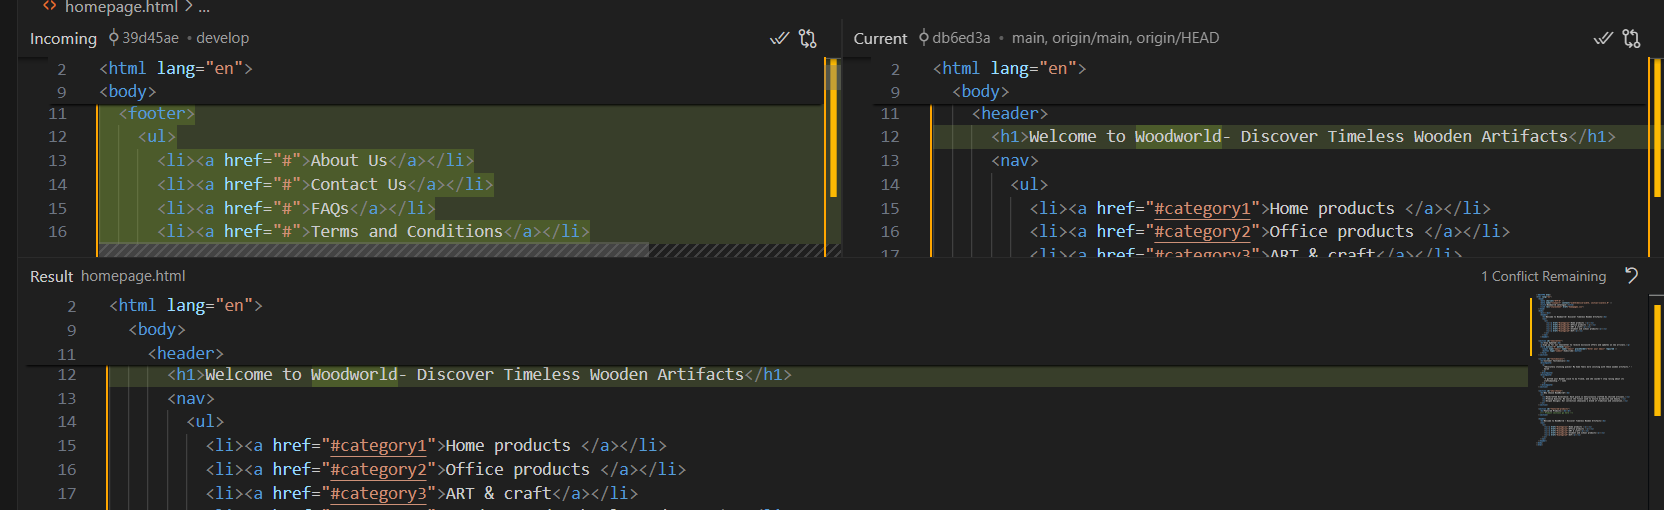 homepage.html > ...
Incoming 39d45ae • develop
2 <html lang="en">
9 <body>
11 <footer>
12 <ul>
13 <li><a href="#">About Us</a></li>
14 <li><a href="#">Contact Us</a></li>
15 <li><a href="#">FAQs</a></li>
16 <li><a href="#">Terms and Conditions</a></li>
Current db6ed3a • main, origin/main, origin/HEAD
2 <html lang="en">
9 <body>
11 <header>
12 <h1>Welcome to Woodworld- Discover Timeless Wooden Artifacts</h1>
13 <nav>
14 <ul>
15 <li><a href="#category1">Home products </a></li>
16 <li><a href="#category2">Office products </a></li>
17 <li><a href="#category3">ART & craft</a></li>
Result homepage.html
1 Conflict Remaining
2 <html lang="en">
9 <body>
11 <header>
12 <h1>Welcome to Woodworld- Discover Timeless Wooden Artifacts</h1>
13 <nav>
14 <ul>
15 <li><a href="#category1">Home products </a></li>
16 <li><a href="#category2">Office products </a></li>
17 <li><a href="#category3">ART & craft</a></li>